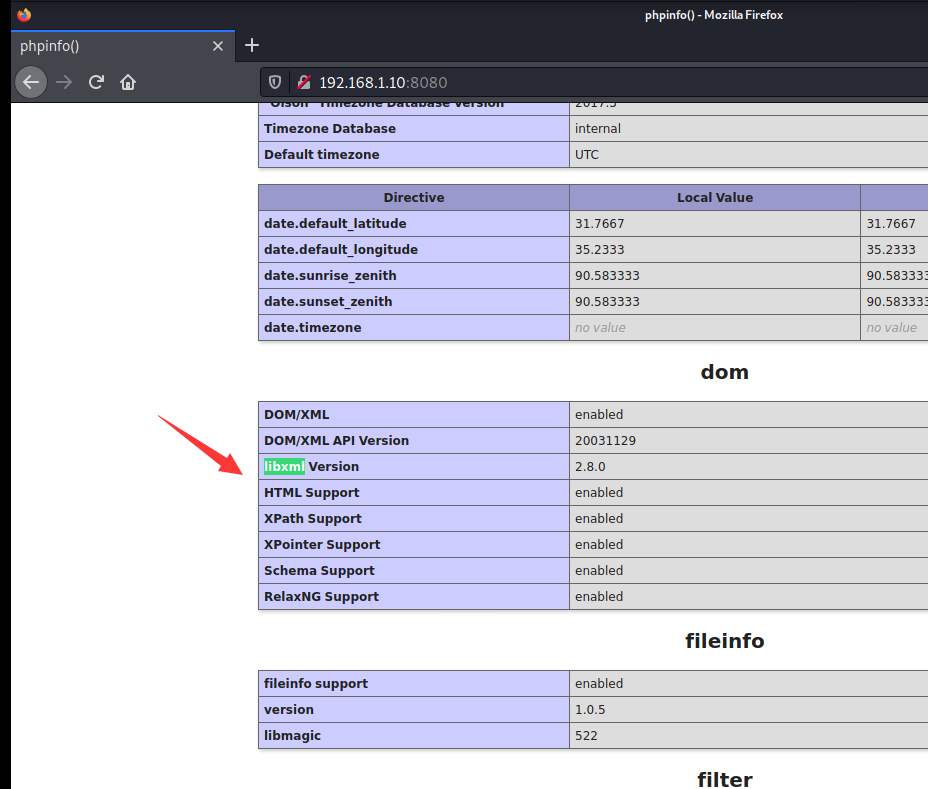 phpinfo() - Mozilla Firefox
phpinfo()
192.168.1.10:8080
"Olson" Timezone Database Version 2017.3
Timezone Database internal
Default timezone UTC
Directive Local Value
date.default_latitude 31.7667 31.7667
date.default_longitude 35.2333 35.2333
date.sunrise_zenith 90.583333 90.583333
date.sunset_zenith 90.583333 90.583333
date.timezone no value no value
dom
DOM/XML enabled
DOM/XML API Version 20031129
libxml Version 2.8.0
HTML Support enabled
XPath Support enabled
XPointer Support enabled
Schema Support enabled
RelaxNG Support enabled
fileinfo
fileinfo support enabled
version 1.0.5
libmagic 522
filter